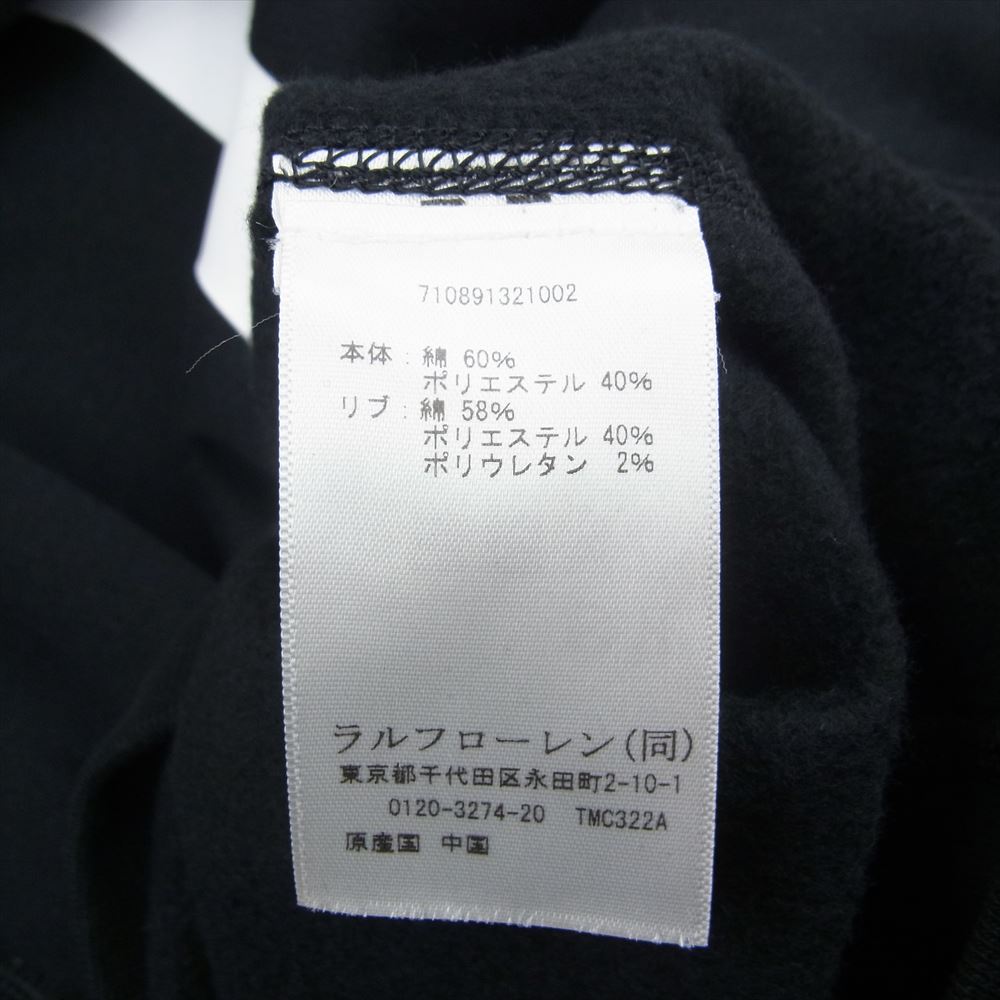 710891321002
本体：綿 60%
ポリエステル 40%
リブ：綿 58%
ポリエステル 40%
ポリウレタン 2%
ラルフローレン(同)
東京都千代田区永田町2-10-1
0120-3274-20 TMC322A
原産国 中国